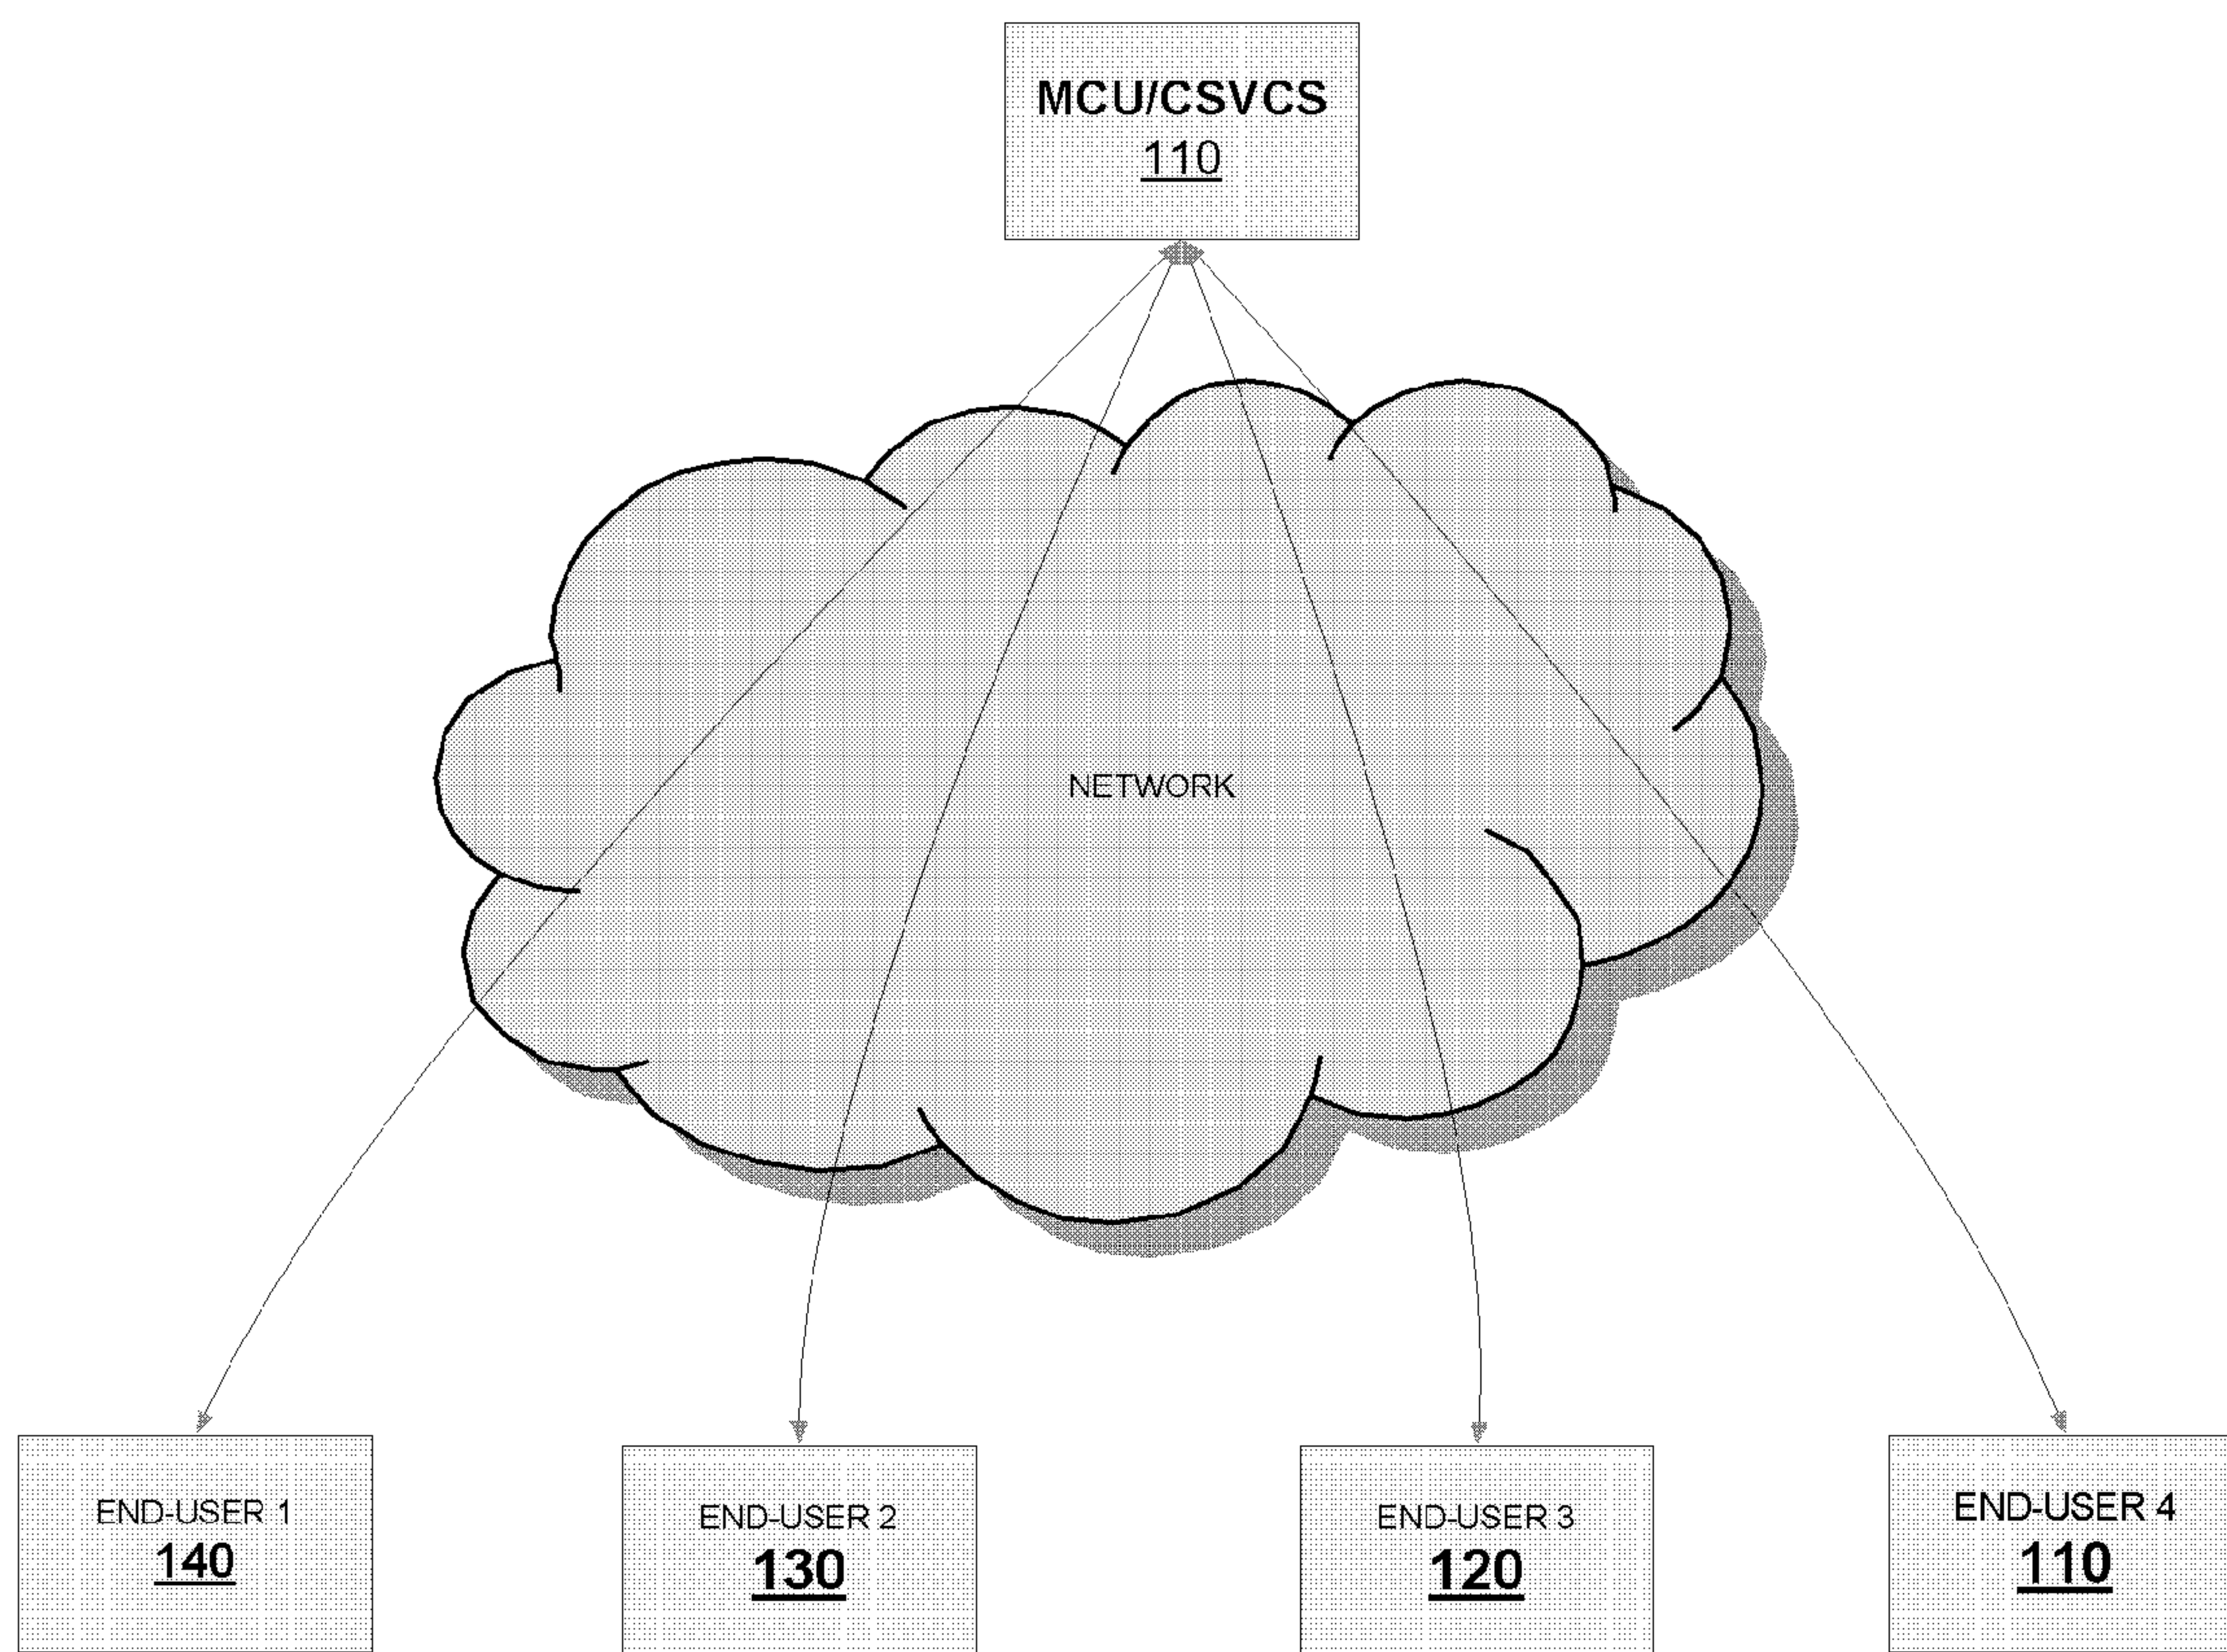 MCU/CSVCS
110
NETWORK
END-USER 1
140
END-USER 2
130
END-USER 3
120
END-USER 4
110